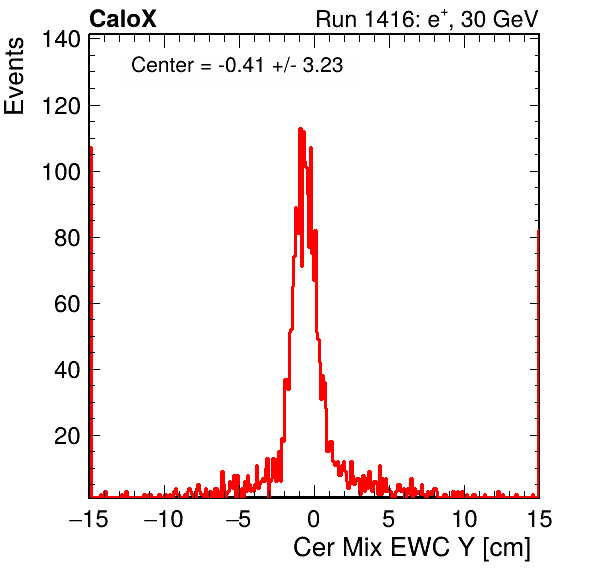 CaloX Run 1416: e⁺, 30 GeV
Events
Center = -0.41 +/- 3.23
140
120
100
80
60
40
20
−15 −10 −5 0 5 10 15
Cer Mix EWC Y [cm]